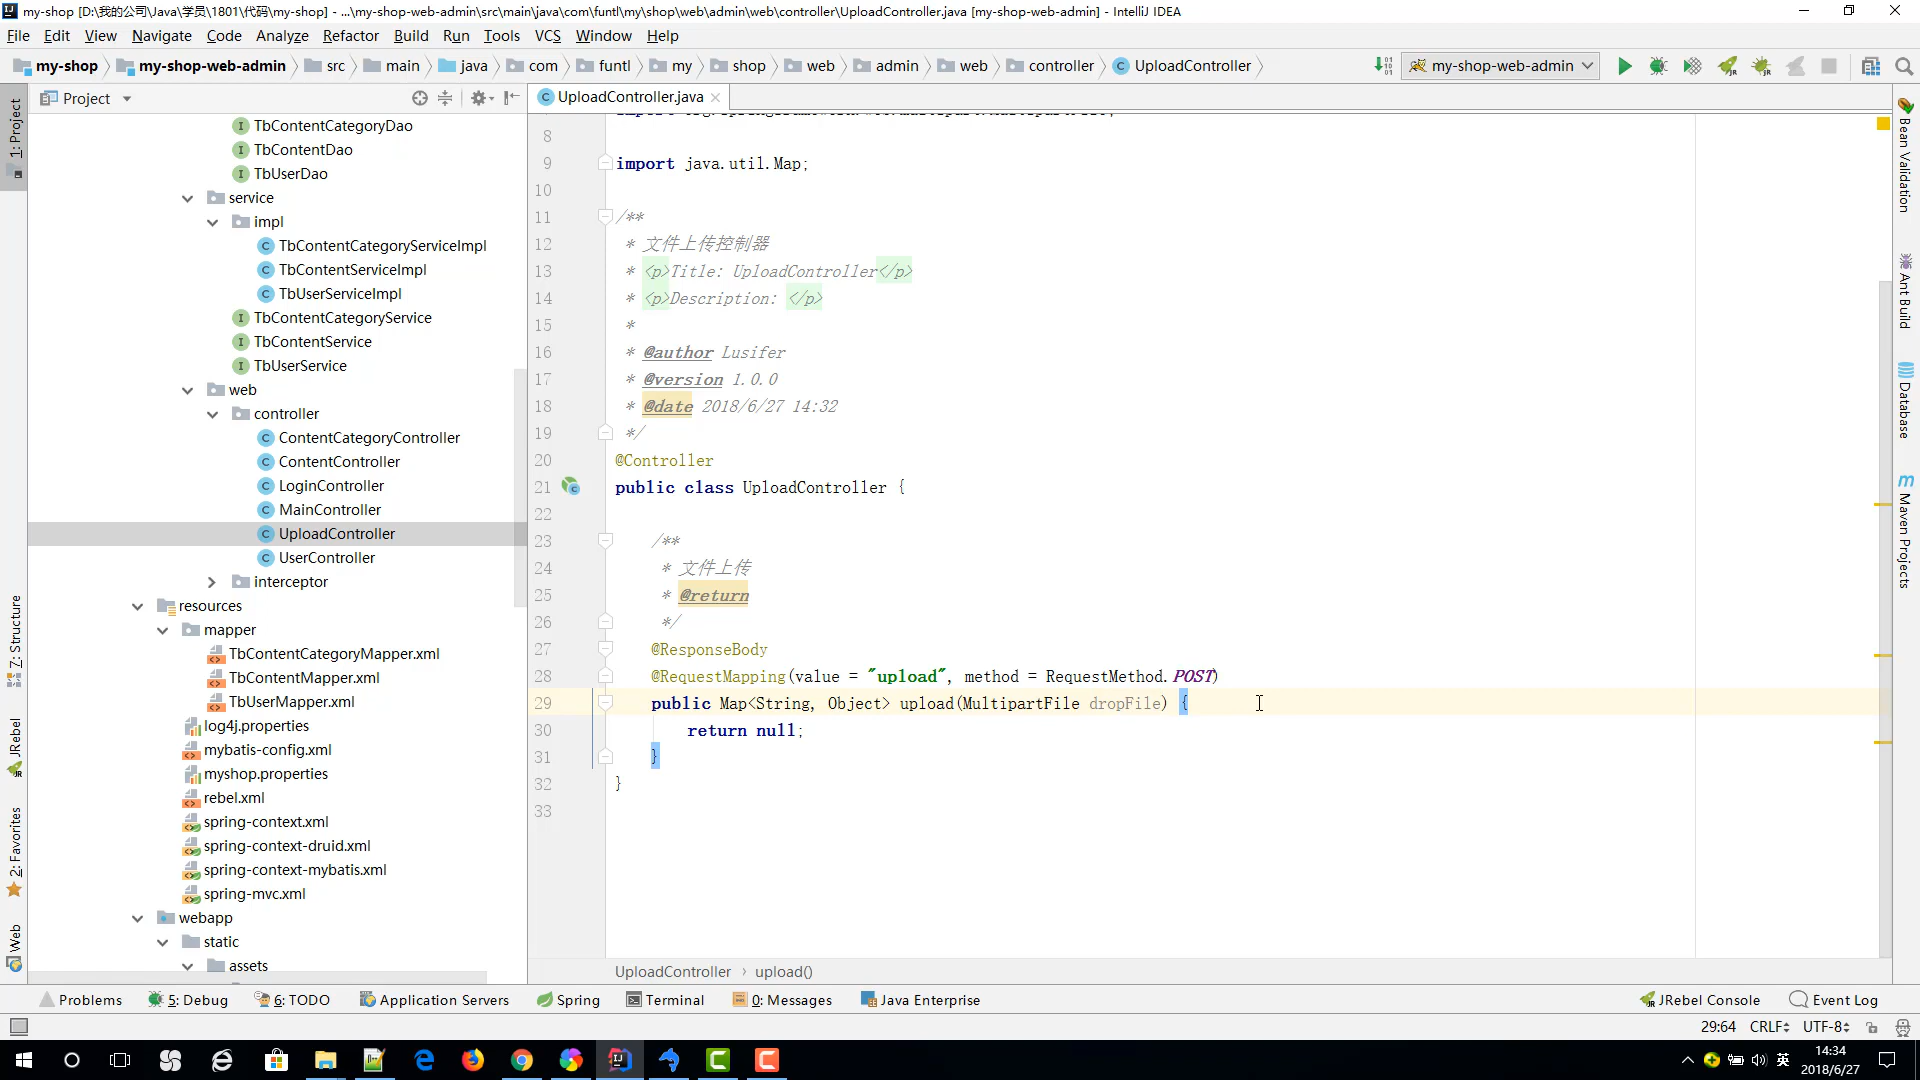 my-shop [D:\我的公司\Java\学员\1801\代码\my-shop] - ...\my-shop-web-admin\src\main\java\com\funtl\my\shop\web\admin\web\controller\UploadController.java [my-shop-web-admin] - IntelliJ IDEA
File Edit View Navigate Code Analyze Refactor Build Run Tools VCS Window Help
my-shop my-shop-web-admin src main java com funtl my shop web admin web controller UploadController my-shop-web-admin
Project
UploadController.java
1: Project
7: Structure
JRebel
2: Favorites
Web
TbContentCategoryDao
TbContentDao
TbUserDao
service
impl
TbContentCategoryServiceImpl
TbContentServiceImpl
TbUserServiceImpl
TbContentCategoryService
TbContentService
TbUserService
web
controller
ContentCategoryController
ContentController
LoginController
MainController
UploadController
UserController
interceptor
resources
mapper
TbContentCategoryMapper.xml
TbContentMapper.xml
TbUserMapper.xml
log4j.properties
mybatis-config.xml
myshop.properties
rebel.xml
spring-context.xml
spring-context-druid.xml
spring-context-mybatis.xml
spring-mvc.xml
webapp
static
assets
8
9 import java.util.Map;
10
11 /**
12 * 文件上传控制器
13 * <p>Title: UploadController</p>
14 * <p>Description: </p>
15 *
16 * @author Lusifer
17 * @version 1.0.0
18 * @date 2018/6/27 14:32
19 */
20 @Controller
21 public class UploadController {
22
23 /**
24 * 文件上传
25 * @return
26 */
27 @ResponseBody
28 @RequestMapping(value = "upload", method = RequestMethod.POST)
29 public Map<String, Object> upload(MultipartFile dropFile) {
30 return null;
31 }
32 }
33
UploadController › upload()
Bean Validation
Ant Build
Database
Maven Projects
Problems 5: Debug 6: TODO Application Servers Spring Terminal 0: Messages Java Enterprise JRebel Console Event Log
29:64 CRLF UTF-8
英
14:34
2018/6/27